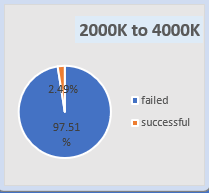 2000K to 4000K
2.49%
97.51
%
failed
successful